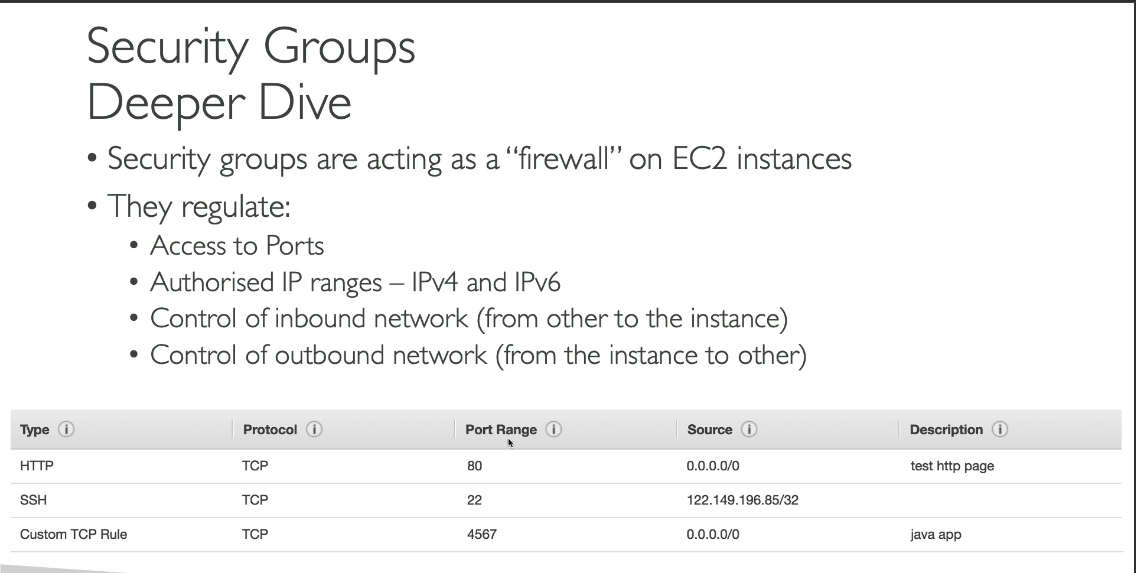 Security Groups
Deeper Dive
• Security groups are acting as a “firewall” on EC2 instances
• They regulate:
• Access to Ports
• Authorised IP ranges – IPv4 and IPv6
• Control of inbound network (from other to the instance)
• Control of outbound network (from the instance to other)
Type Protocol Port Range Source Description
HTTP TCP 80 0.0.0.0/0 test http page
SSH TCP 22 122.149.196.85/32
Custom TCP Rule TCP 4567 0.0.0.0/0 java app